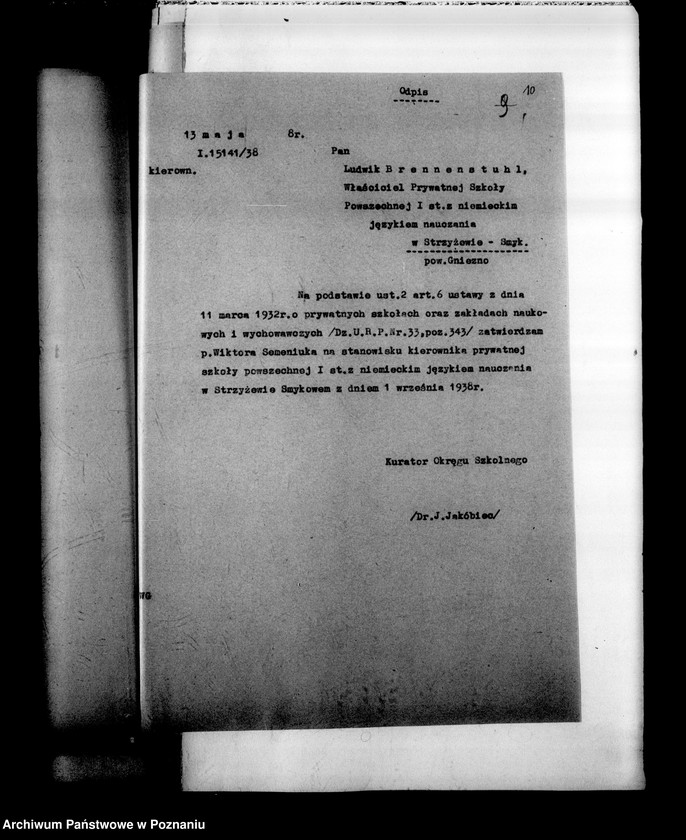 Odpis
9 10
13 m a j a 8r.
I.15141/38 Pan
kierown.
Ludwik B r e n n e n s t u h l,
Właściciel Prywatnej Szkoły
Powszechnej I st.z niemieckim
językiem nauczania
w Strzyżewie - Smyk.
pow.Gniezno
Na podstawie ust.2 art.6 ustawy z dnia
11 marca 1932r.o prywatnych szkołach oraz zakładach nauko-
wych i wychowawczych /Dz.U.R.P.Nr.33,poz.343/ zatwierdzam
p.Wiktora Semeniuka na stanowisku kierownika prywatnej
szkoły powszechnej I st.z niemieckim językiem nauczania
w Strzyżewie Smykowem z dniem 1 września 1938r.
Kurator Okręgu Szkolnego
/Dr.J.Jakóbiec/
WG
Archiwum Państwowe w Poznaniu